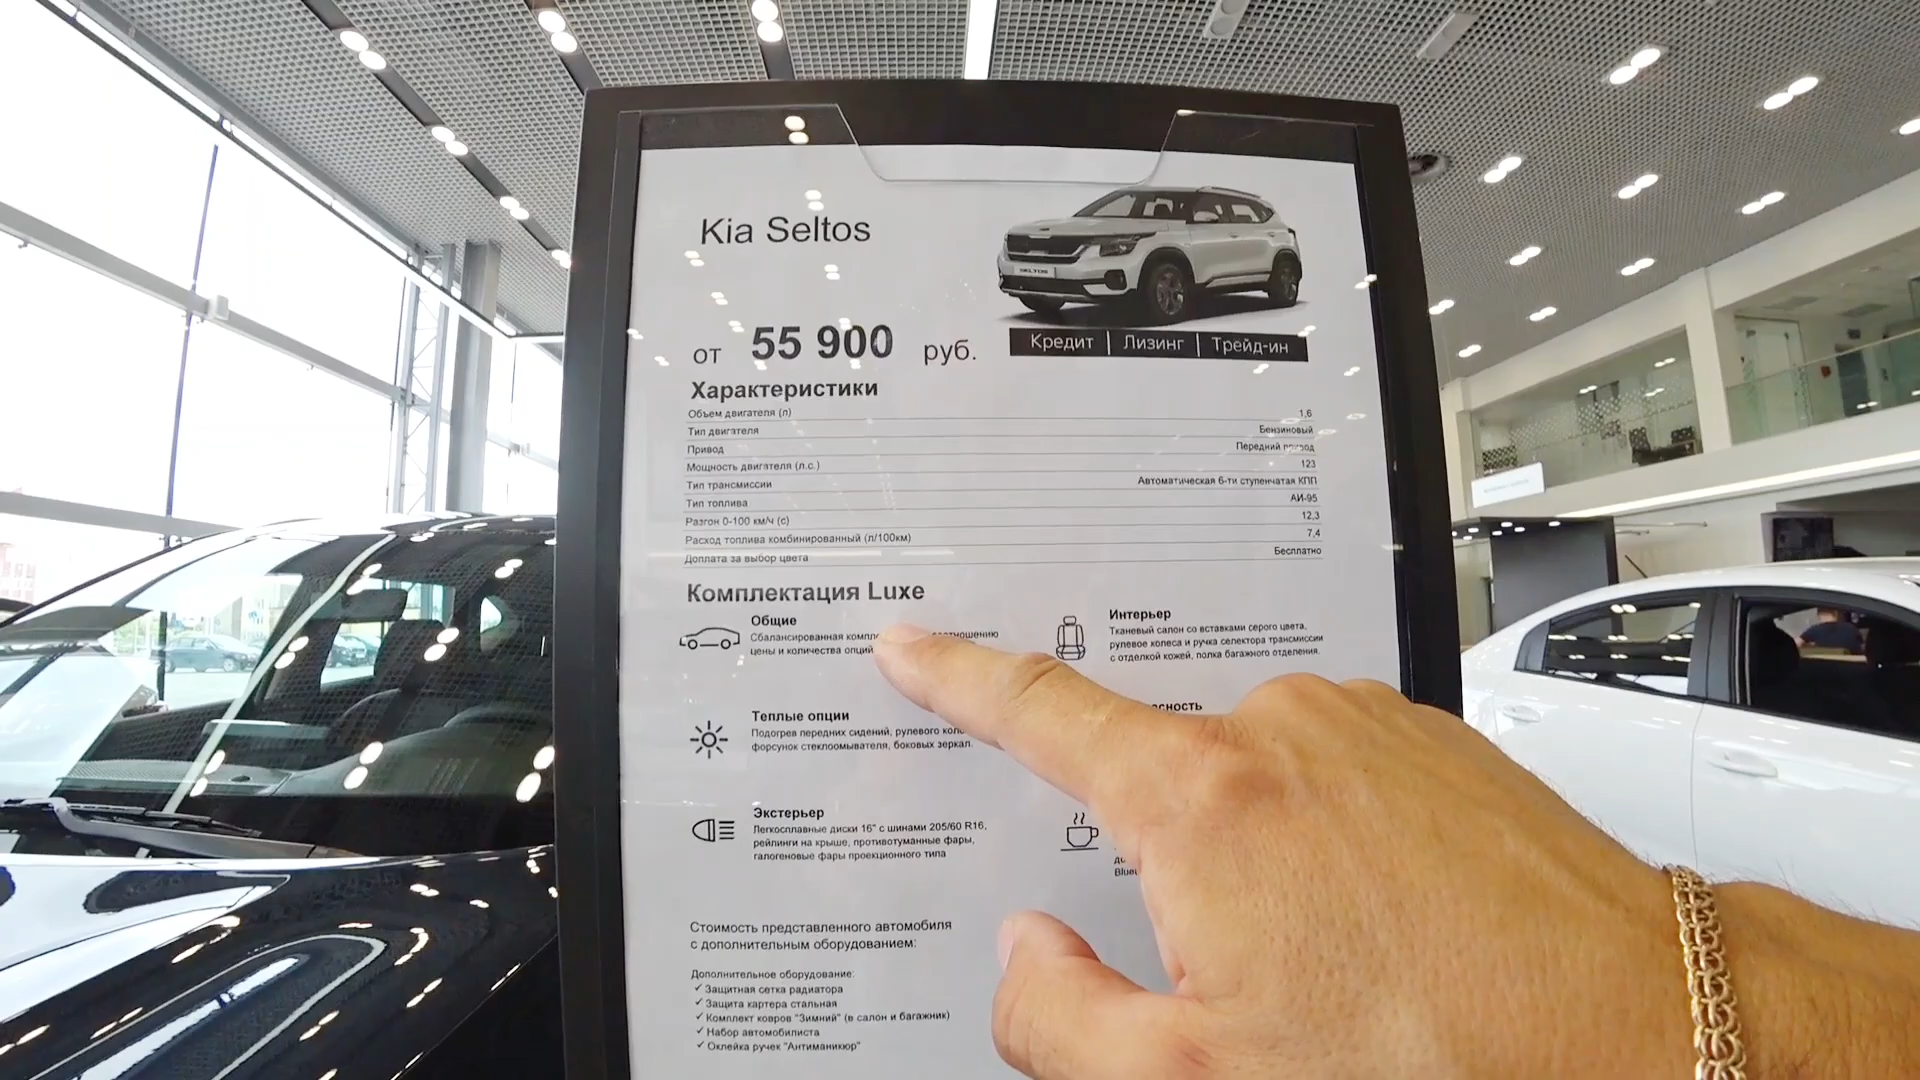 Kia Seltos
SELTOS
от 55 900 руб.
Кредит | Лизинг | Трейд-ин
Характеристики
Объем двигателя (л) 1,6
Тип двигателя Бензиновый
Привод Передний привод
Мощность двигателя (л.с.) 123
Тип трансмиссии Автоматическая 6-ти ступенчатая КПП
Тип топлива АИ-95
Разгон 0-100 км/ч (с) 12,3
Расход топлива комбинированный (л/100км) 7,4
Доплата за выбор цвета Бесплатно
Комплектация Luxe
Общие
Сбалансированная
цены и количества опций
Интерьер
Тканевый салон со вставками серого цвета,
рулевое колеса и ручка селектора трансмиссии
с отделкой кожей, полка багажного отделения.
Теплые опции
Подогрев передних сидений, рулевого
форсунок стеклоомывателя, боковых зеркал.
Экстерьер
Легкосплавные диски 16" с шинами 205/60 R16,
рейлинги на крыше, противотуманные фары,
галогеновые фары проекционного типа
Стоимость представленного автомобиля
с дополнительным оборудованием:
Дополнительное оборудование:
✓ Защитная сетка радиатора
✓ Защита картера стальная
✓ Комплект ковров "Зимний" (в салон и багажник)
✓ Набор автомобилиста
✓ Оклейка ручек "Антиманикюр"